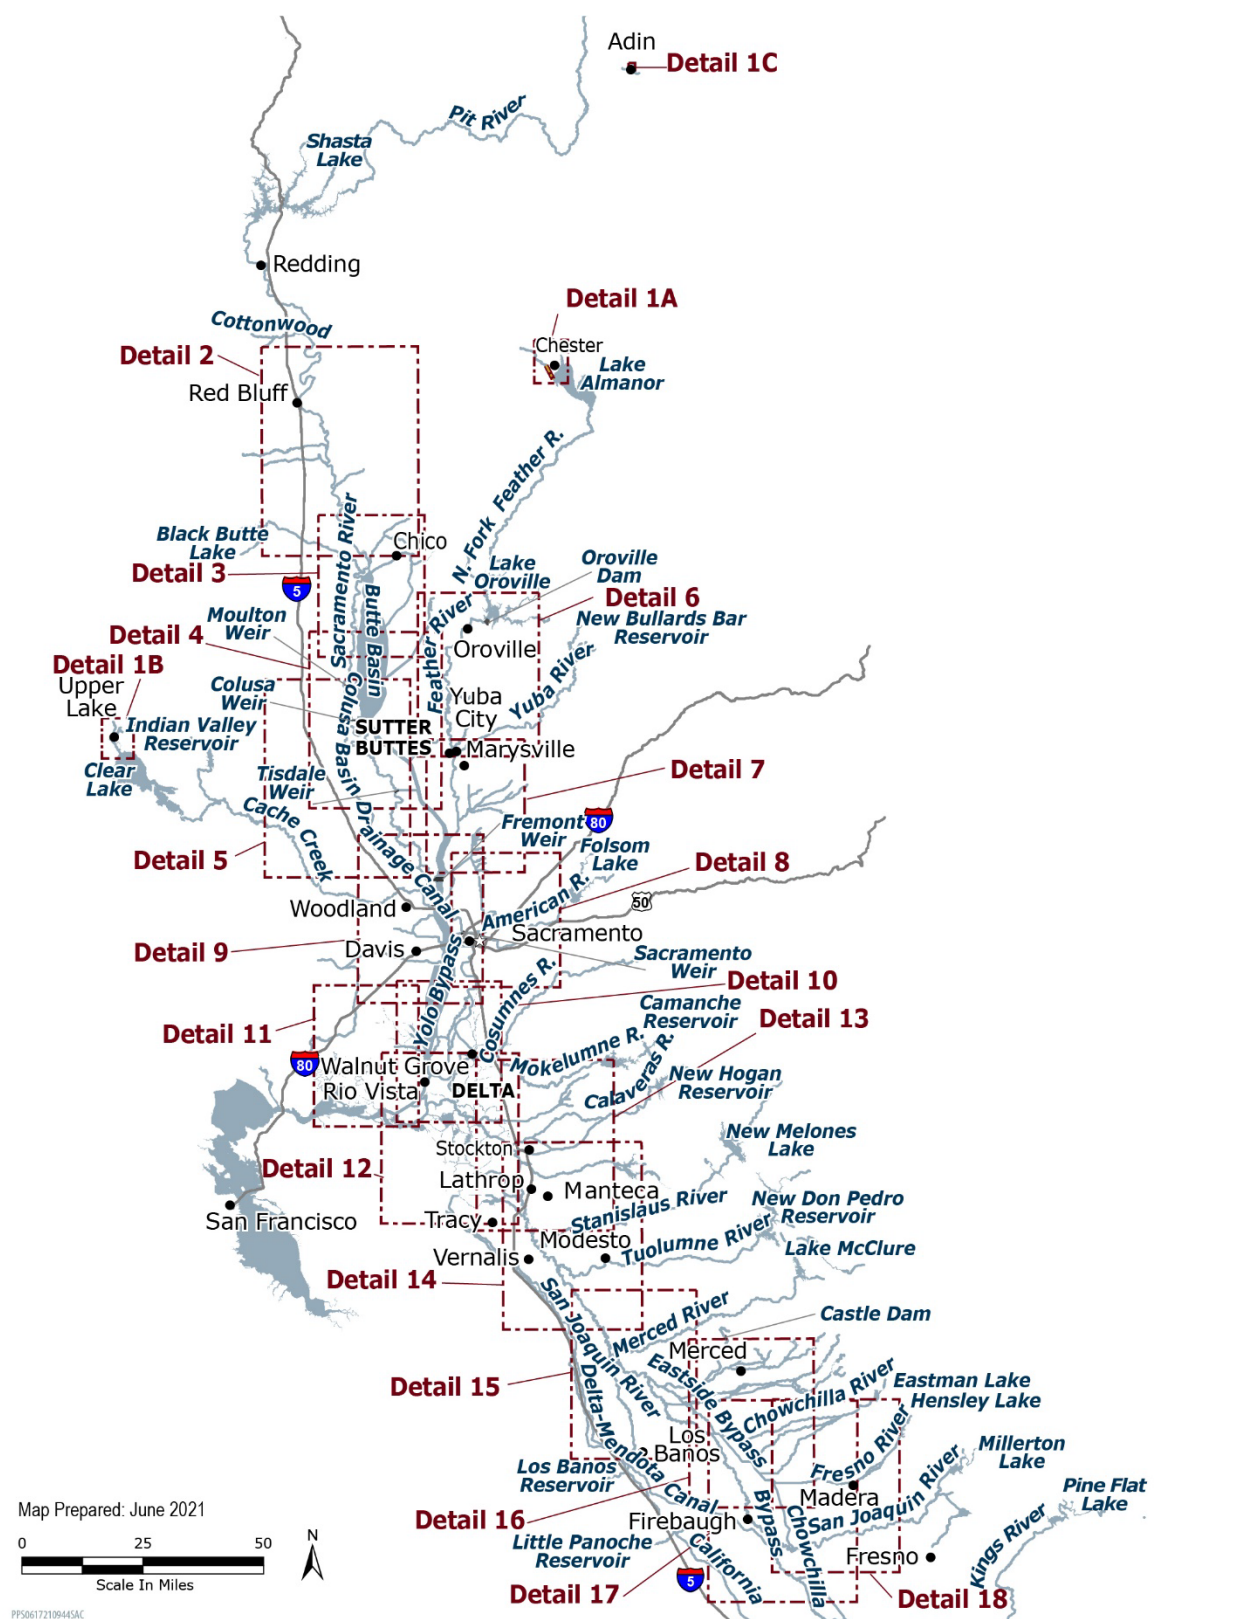 Adin
Detail 1C
Pit River
Shasta
Lake
Redding
Detail 1A
Cottonwood
Chester
Detail 2
Lake
Almanor
Red Bluff
N. Fork Feather R.
Sacramento River
Black Butte
Lake
Chico
Detail 3
Lake
Oroville
Oroville
Dam
5
Butte Basin
Detail 6
Moulton
Weir
Feather River
New Bullards Bar
Reservoir
Detail 4
Oroville
Detail 1B
Yuba River
Upper
Lake
Colusa
Weir
Yuba
City
Indian Valley
Reservoir
SUTTER
BUTTES
Marysville
Clear
Lake
Tisdale
Weir
Colusa Basin Drainage Canal
Detail 7
Cache Creek
Fremont
Weir
80
Detail 5
Folsom
Lake
Detail 8
American R.
50
Woodland
Sacramento
Detail 9
Davis
Sacramento
Weir
Yolo Bypass
Cosumnes R.
Detail 10
Camanche
Reservoir
Detail 13
Detail 11
Mokelumne R.
80
Walnut Grove
Rio Vista
DELTA
Calaveras R.
New Hogan
Reservoir
New Melones
Lake
Stockton
Detail 12
Lathrop
Manteca
San Francisco
Tracy
Stanislaus River
New Don Pedro
Reservoir
Modesto
Vernalis
Tuolumne River
Lake McClure
Detail 14
San Joaquin River
Merced River
Castle Dam
Merced
Detail 15
Delta-Mendota Canal
Eastside Bypass
Chowchilla River
Eastman Lake
Hensley Lake
Los
Banos
Fresno River
Millerton
Lake
Los Banos
Reservoir
Madera
San Joaquin River
Pine Flat
Lake
Detail 16
Firebaugh
Chowchilla
Bypass
Little Panoche
Reservoir
California
Fresno
Kings River
5
Detail 17
Detail 18
Map Prepared: June 2021
0 25 50
Scale In Miles
N
PPS0617210944SAC